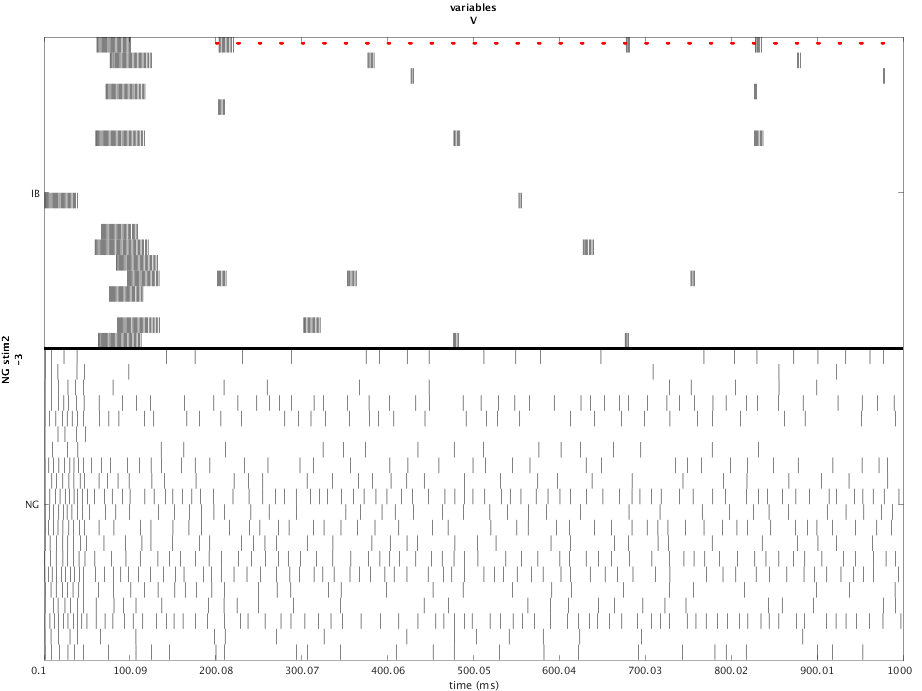 variables
V
IB
NG stim2
-3
NG
0.1
100.09
200.08
300.07
400.06
500.05
600.04
700.03
800.02
900.01
1000
time (ms)